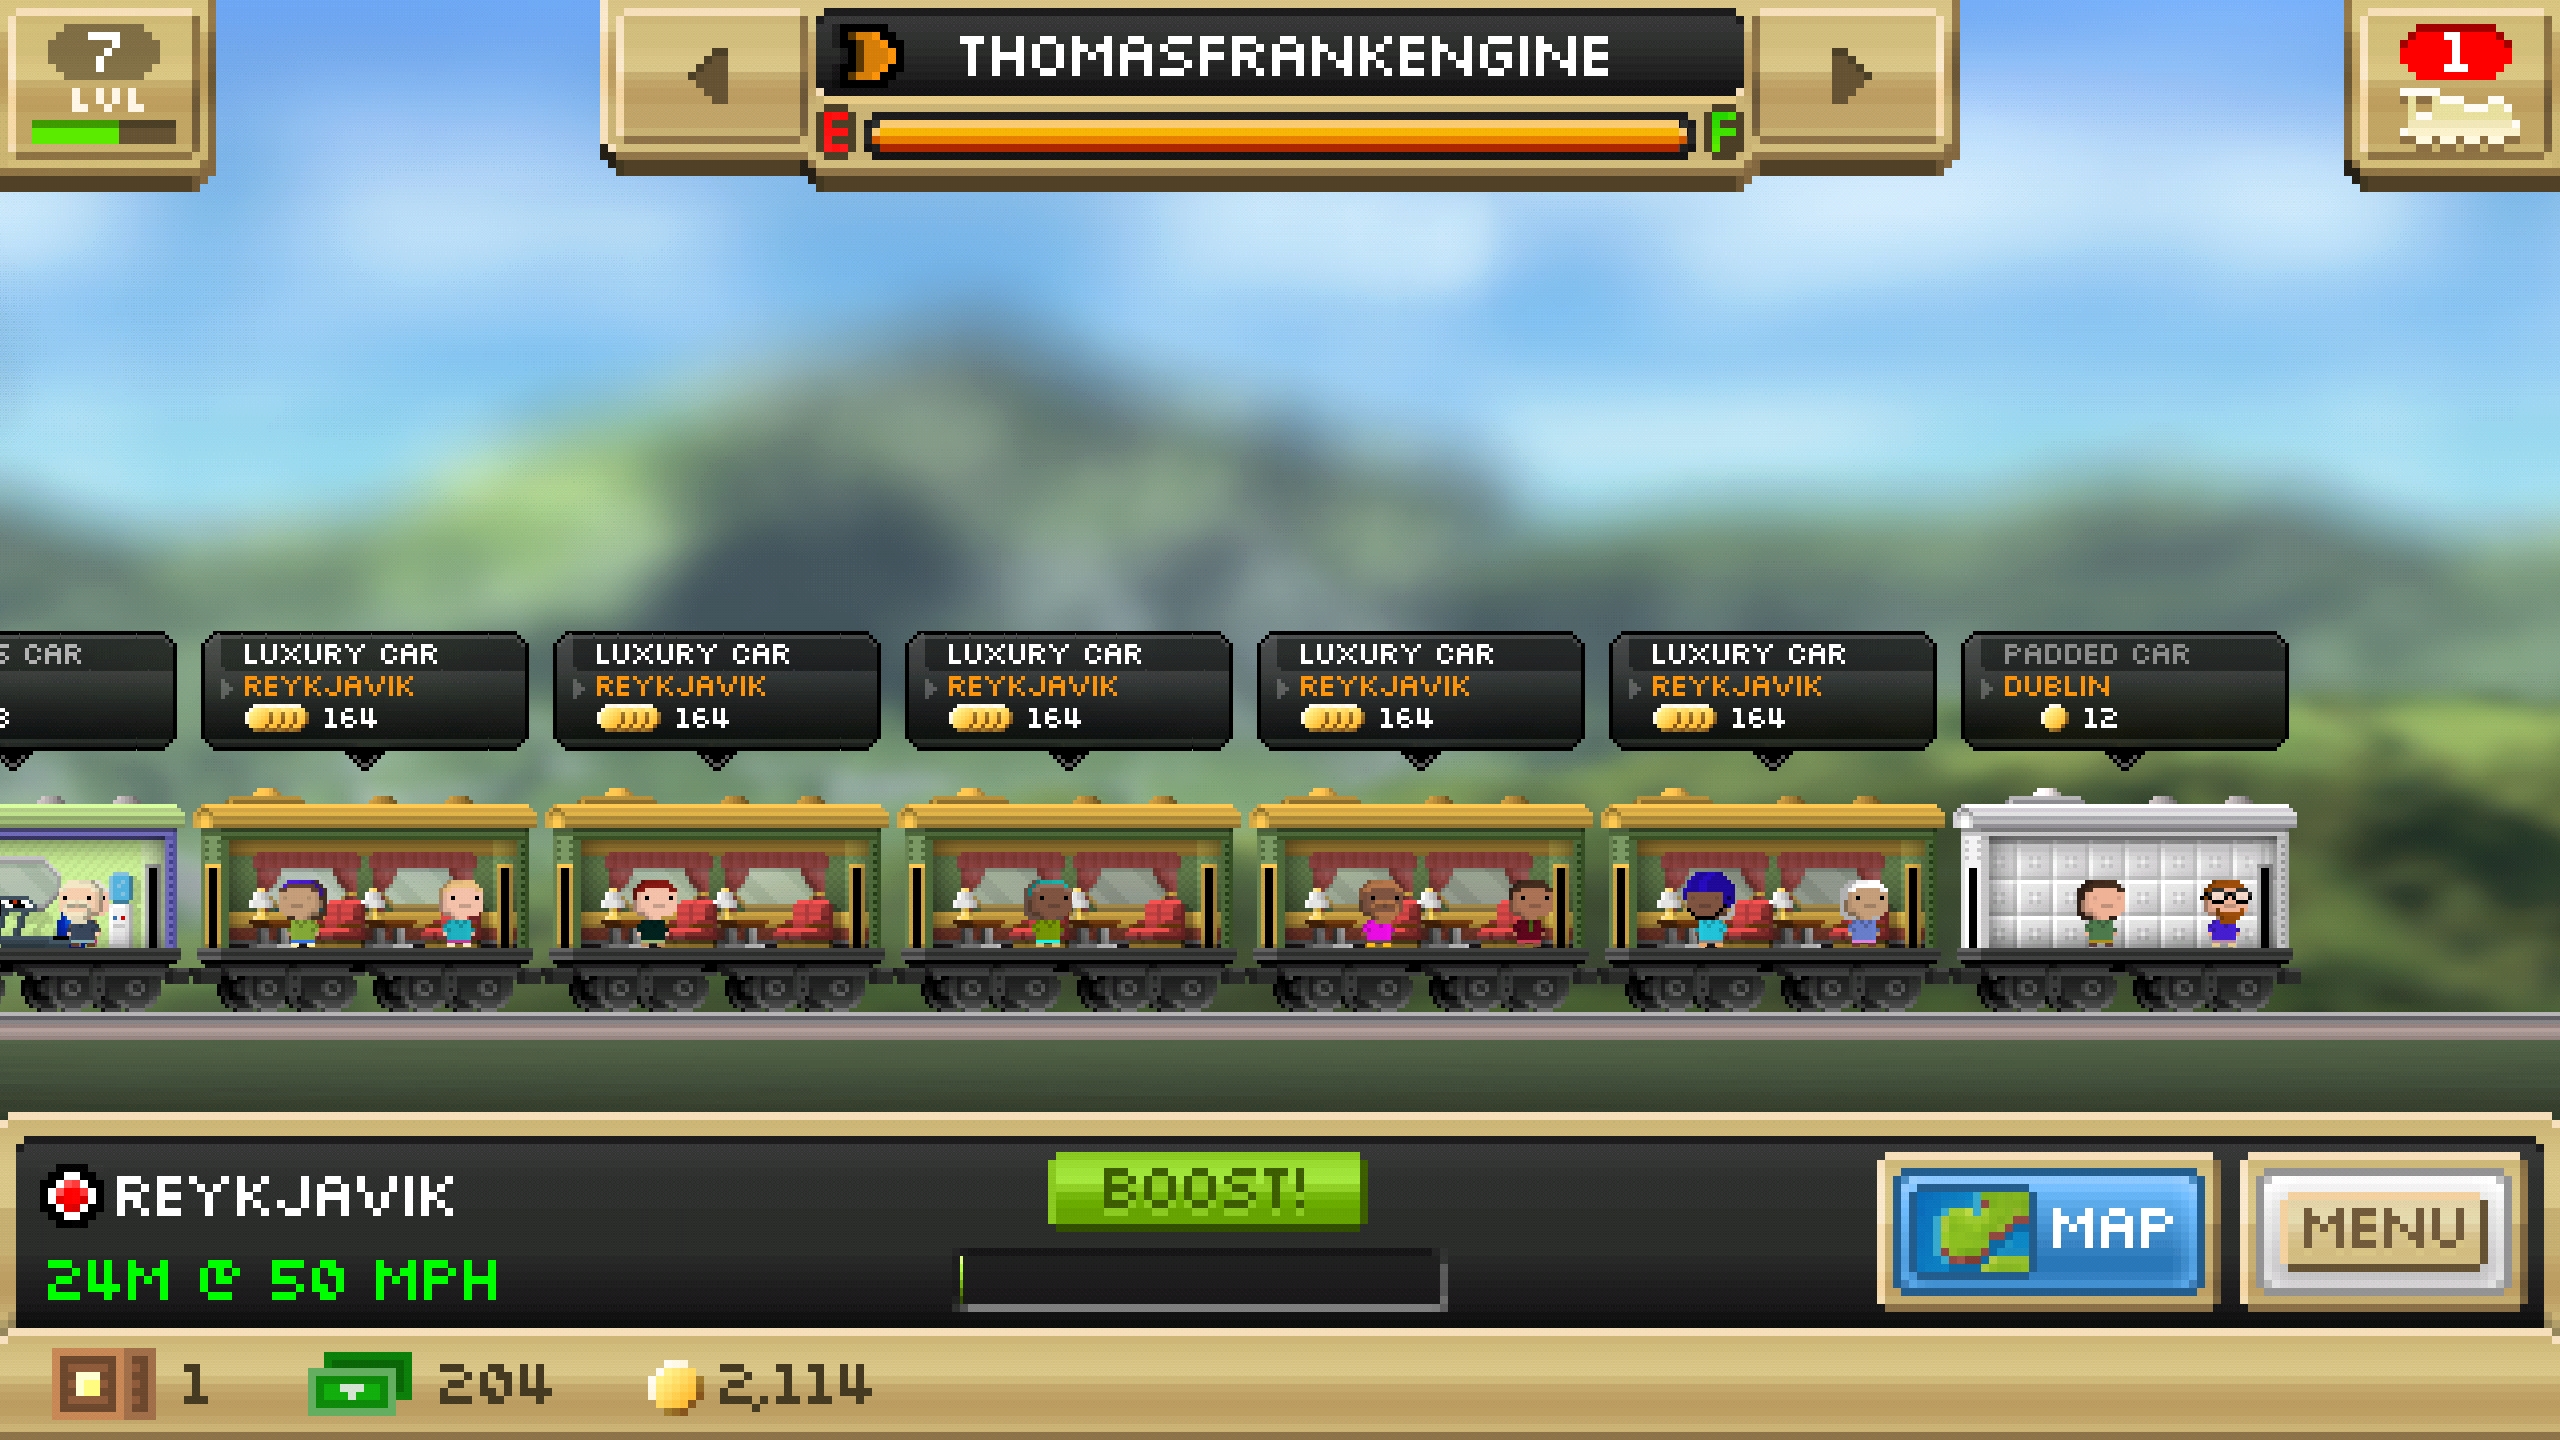 7
LVL
THOMASFRANKENGINE
E F
1
S CAR
3
LUXURY CAR
REYKJAVIK
164
LUXURY CAR
REYKJAVIK
164
LUXURY CAR
REYKJAVIK
164
LUXURY CAR
REYKJAVIK
164
LUXURY CAR
REYKJAVIK
164
PADDED CAR
DUBLIN
12
REYKJAVIK
24M @ 50 MPH
BOOST!
MAP
MENU
1 204 2,114